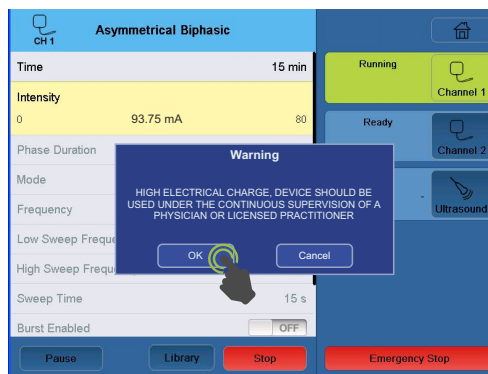 CH 1
Asymmetrical Biphasic
Time 15 min
Intensity
0 93.75 mA 80
Phase Duration
Mode
Frequency
Low Sweep Freque
High Sweep Frequ
Sweep Time 15 s
Burst Enabled OFF
Pause Library Stop
Warning
HIGH ELECTRICAL CHARGE, DEVICE SHOULD BE
USED UNDER THE CONTINUOUS SUPERVISION OF A
PHYSICIAN OR LICENSED PRACTITIONER
OK Cancel
Running
Channel 1
Ready
Channel 2
-
Ultrasound
Emergency Stop